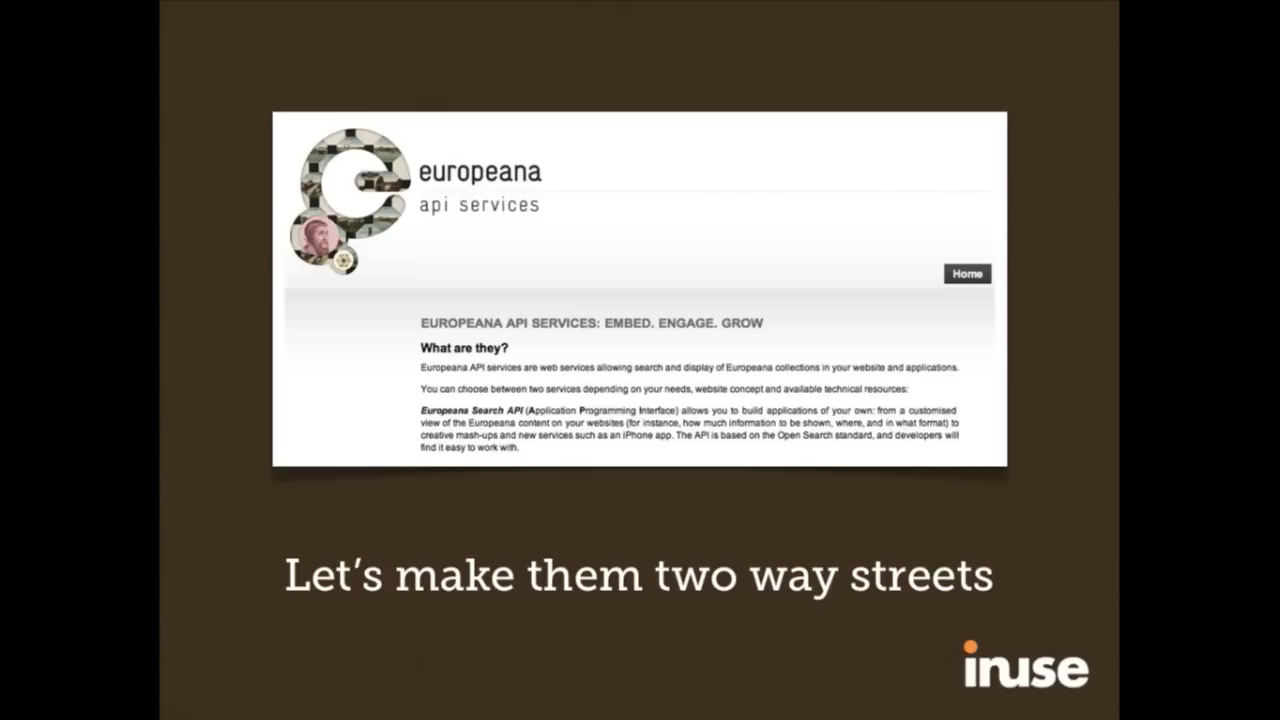 europeana
api services
Home
EUROPEANA API SERVICES: EMBED. ENGAGE. GROW
What are they?
Europeana API services are web services allowing search and display of Europeana collections in your website and applications.
You can choose between two services depending on your needs, website concept and available technical resources:
Europeana Search API (Application Programming Interface) allows you to build applications of your own: from a customised
view of the Europeana content on your websites (for instance, how much information to be shown, where, and in what format) to
creative mash-ups and new services such as an iPhone app. The API is based on the Open Search standard, and developers will
find it easy to work with.
Let’s make them two way streets
inuse